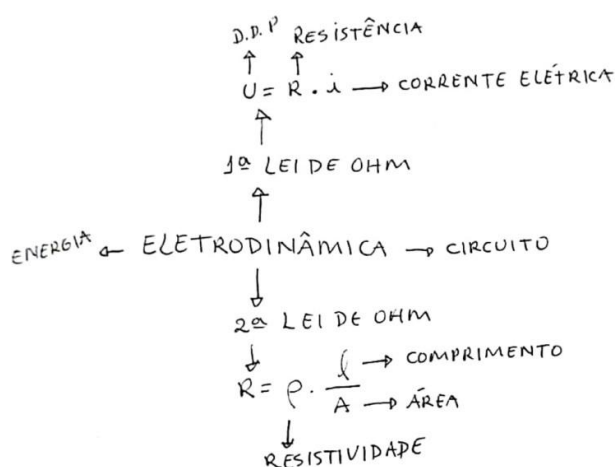 D.D.P RESISTÊNCIA
U = R . i → CORRENTE ELÉTRICA
1ª LEI DE OHM
ENERGIA ← ELETRODINÂMICA → CIRCUITO
2ª LEI DE OHM
R = ρ . l → COMPRIMENTO
A → ÁREA
RESISTIVIDADE